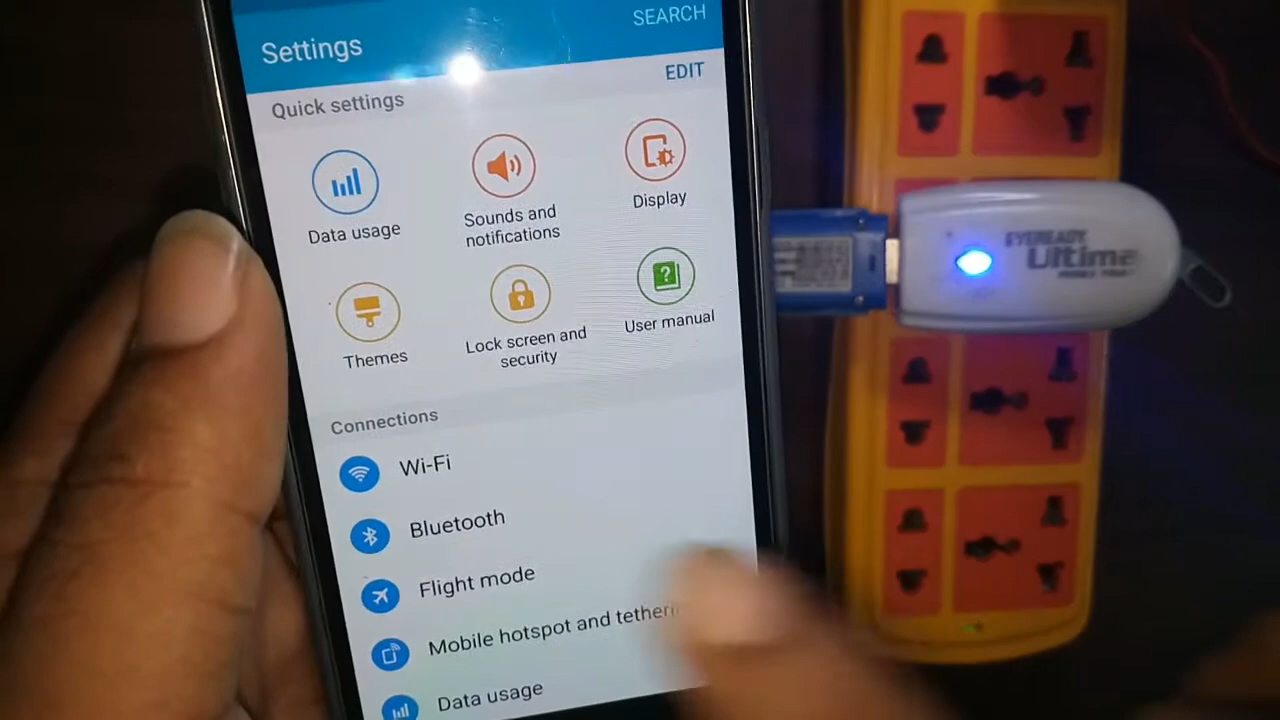 SEARCH
Settings
EDIT
Quick settings
Data usage
Sounds and
notifications
Display
Themes
Lock screen and
security
User manual
Connections
Wi-Fi
Bluetooth
Flight mode
Mobile hotspot and
Data usage
EVEREADY
Ultima